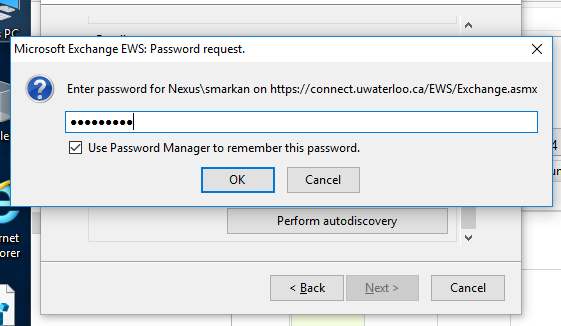 PC
Microsoft Exchange EWS: Password request.
Enter password for Nexus\smarkan on https://connect.uwaterloo.ca/EWS/Exchange.asmx
●●●●●●●●●
Use Password Manager to remember this password.
OK
Cancel
Perform autodiscovery
rnet
orer
< Back
Next >
Cancel